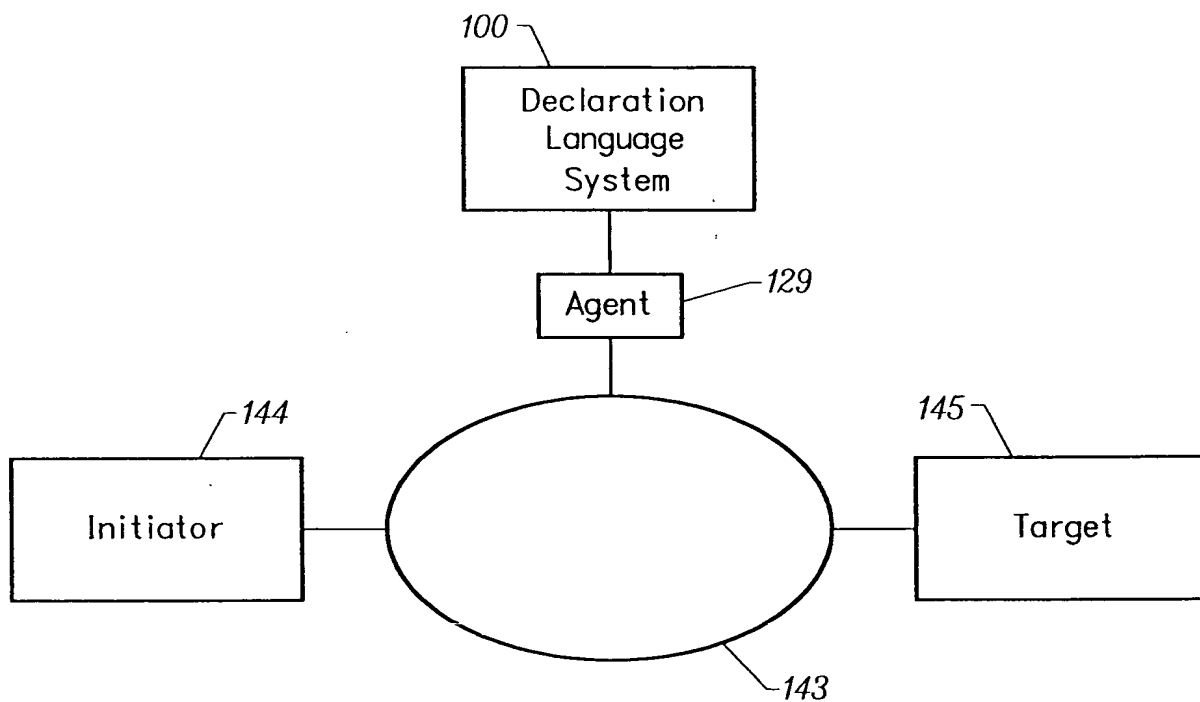 100
Declaration
Language
System
Agent
129
144
145
Initiator
Target
143